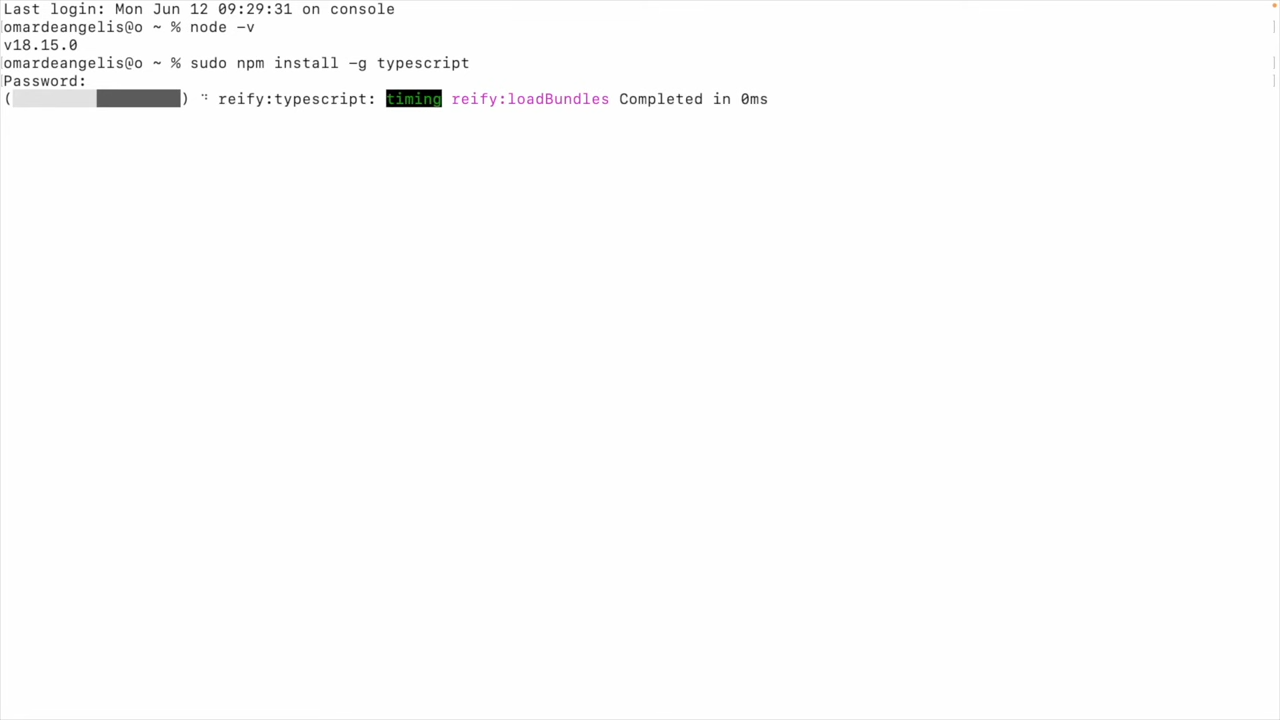 Last login: Mon Jun 12 09:29:31 on console
omardeangelis@o ~ % node -v
v18.15.0
omardeangelis@o ~ % sudo npm install -g typescript
Password:
( ) ⠙ reify:typescript: timing reify:loadBundles Completed in 0ms